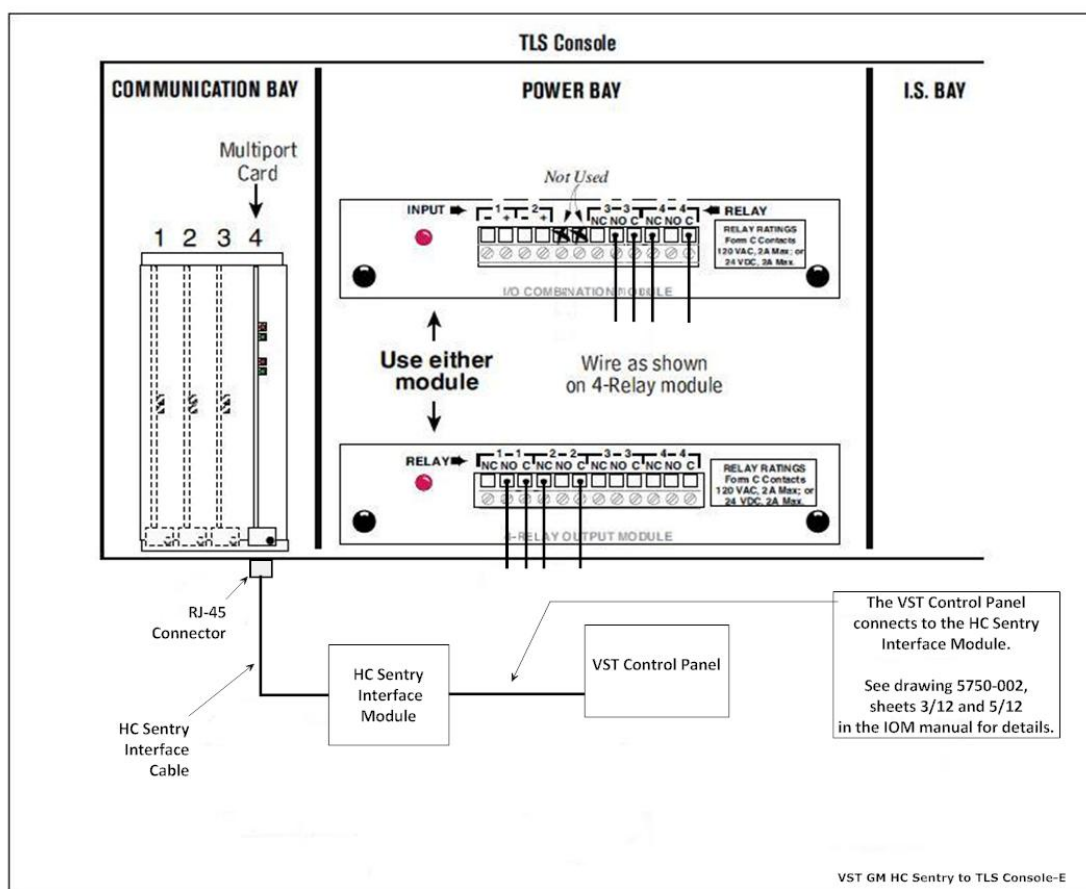 TLS Console
COMMUNICATION BAY
POWER BAY
I.S. BAY
Multiport
Card
1 2 3 4
Not Used
INPUT
1 2 3 3 4 4
- + - + NC NO C NC NO C
RELAY
RELAY RATINGS
Form C Contacts
120 VAC, 2A Max; or
24 VDC, 2A Max.
I/O COMBINATION MODULE
Use either
module
Wire as shown
on 4-Relay module
RELAY
1 1 2 2 3 3 4 4
NC NO C NC NO C NC NO C NC NO C
RELAY RATINGS
Form C Contacts
120 VAC, 2A Max; or
24 VDC, 2A Max.
4-RELAY OUTPUT MODULE
RJ-45
Connector
HC Sentry
Interface
Cable
HC Sentry
Interface
Module
VST Control Panel
The VST Control Panel
connects to the HC Sentry
Interface Module.
See drawing 5750-002,
sheets 3/12 and 5/12
in the IOM manual for details.
VST GM HC Sentry to TLS Console-E